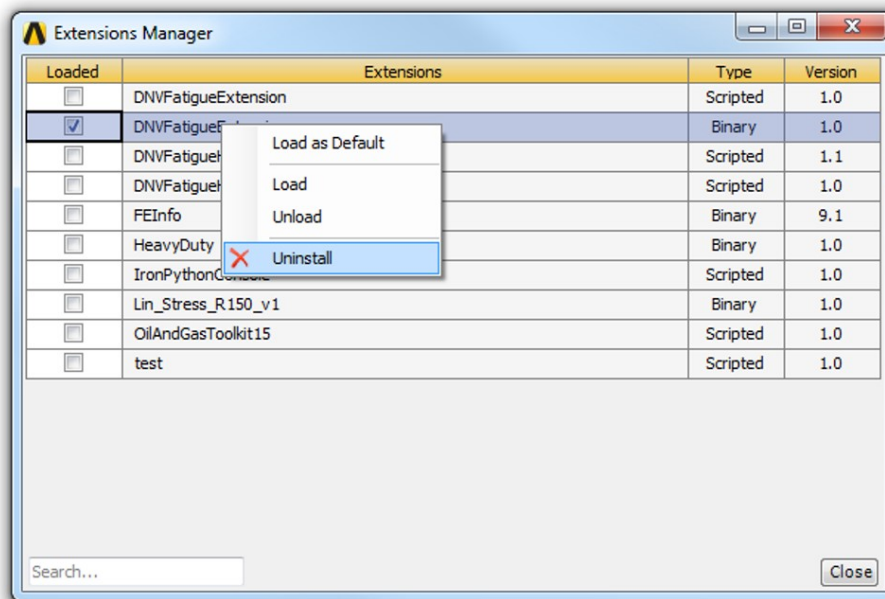 Extensions Manager
Loaded Extensions Type Version
DNVFatigueExtension Scripted 1.0
Binary 1.0
Load as Default
Scripted 1.1
Load
Scripted 1.0
FEInfo Unload Binary 9.1
HeavyDuty Binary 1.0
Uninstall
Scripted 1.0
Lin_Stress_R150_v1 Binary 1.0
OilAndGasToolkit15 Scripted 1.0
test Scripted 1.0
Search... Close